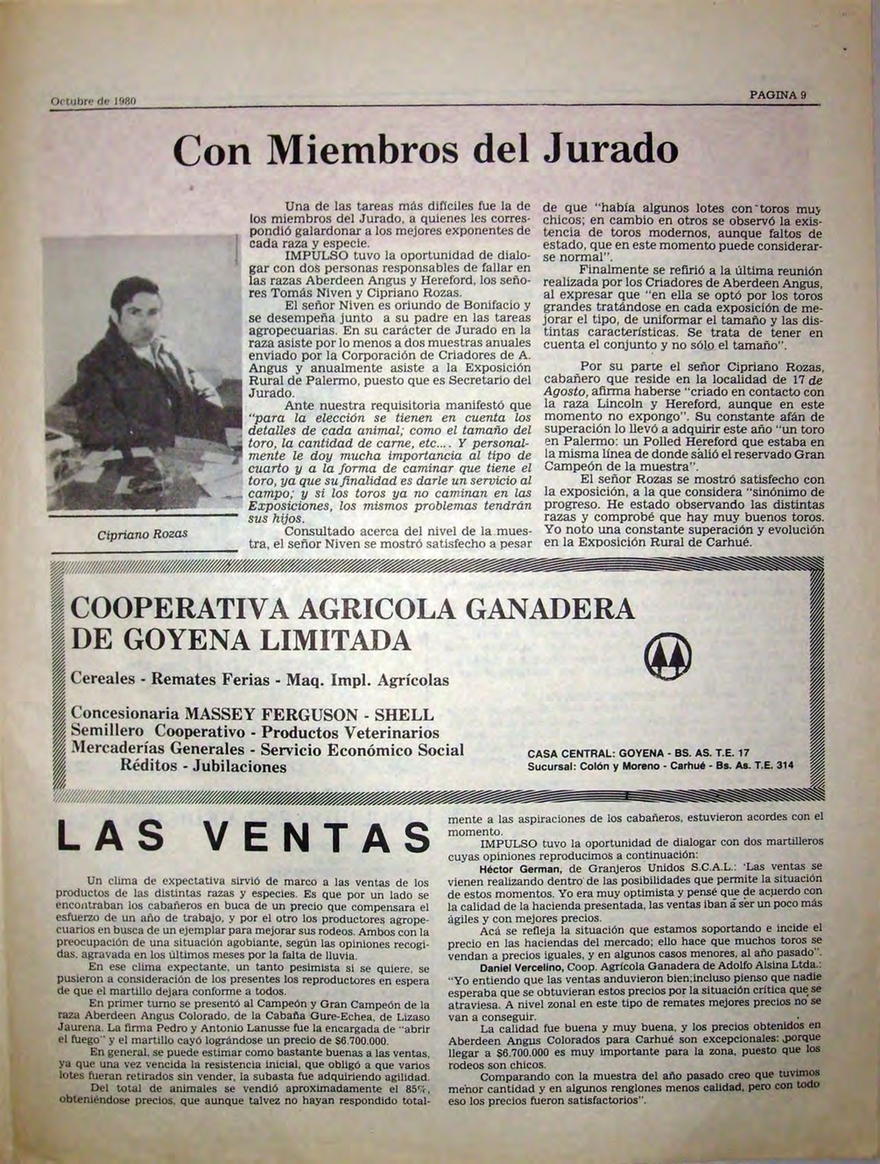 Octubre de 1980
PAGINA 9
Con Miembros del Jurado
Una de las tareas más difíciles fue la de
los miembros del Jurado, a quienes les corres-
pondió galardonar a los mejores exponentes de
cada raza y especie.
IMPULSO tuvo la oportunidad de dialo-
gar con dos personas responsables de fallar en
las razas Aberdeen Angus y Hereford, los seño-
res Tomás Niven y Cipriano Rozas.
El señor Niven es oriundo de Bonifacio y
se desempeña junto a su padre en las tareas
agropecuarias. En su carácter de Jurado en la
raza asiste por lo menos a dos muestras anuales
enviado por la Corporación de Criadores de A.
Angus y anualmente asiste a la Exposición
Rural de Palermo, puesto que es Secretario del
Jurado.
Ante nuestra requisitoria manifestó que
"para la elección se tienen en cuenta los
detalles de cada animal; como el tamaño del
toro, la cantidad de carne, etc.... Y personal-
mente le doy mucha importancia al tipo de
cuarto y a la forma de caminar que tiene el
toro, ya que su finalidad es darle un servicio al
campo; y si los toros ya no caminan en las
Exposiciones, los mismos problemas tendrán
sus hijos.
Consultado acerca del nivel de la mues-
tra, el señor Niven se mostró satisfecho a pesar
Cipriano Rozas
de que "había algunos lotes con toros muy
chicos; en cambio en otros se observó la exis-
tencia de toros modernos, aunque faltos de
estado, que en este momento puede considerar-
se normal".
Finalmente se refirió a la última reunión
realizada por los Criadores de Aberdeen Angus,
al expresar que "en ella se optó por los toros
grandes tratándose en cada exposición de me-
jorar el tipo, de uniformar el tamaño y las dis-
tintas características. Se trata de tener en
cuenta el conjunto y no sólo el tamaño".
Por su parte el señor Cipriano Rozas,
cabañero que reside en la localidad de 17 de
Agosto, afirma haberse "criado en contacto con
la raza Lincoln y Hereford, aunque en este
momento no expongo". Su constante afán de
superación lo llevó a adquirir este año "un toro
en Palermo: un Polled Hereford que estaba en
la misma línea de donde salió el reservado Gran
Campeón de la muestra".
El señor Rozas se mostró satisfecho con
la exposición, a la que considera "sinónimo de
progreso. He estado observando las distintas
razas y comprobé que hay muy buenos toros.
Yo noto una constante superación y evolución
en la Exposición Rural de Carhué.
COOPERATIVA AGRICOLA GANADERA
DE GOYENA LIMITADA
Cereales - Remates Ferias - Maq. Impl. Agrícolas
Concesionaria MASSEY FERGUSON - SHELL
Semillero Cooperativo - Productos Veterinarios
Mercaderías Generales - Servicio Económico Social
Réditos - Jubilaciones
CASA CENTRAL: GOYENA - BS. AS. T.E. 17
Sucursal: Colón y Moreno - Carhué - Bs. As. T.E. 314
LAS VENTAS
Un clima de expectativa sirvió de marco a las ventas de los
productos de las distintas razas y especies. Es que por un lado se
encontraban los cabañeros en buca de un precio que compensara el
esfuerzo de un año de trabajo, y por el otro los productores agrope-
cuarios en busca de un ejemplar para mejorar sus rodeos. Ambos con la
preocupación de una situación agobiante, según las opiniones recogi-
das, agravada en los últimos meses por la falta de lluvia.
En ese clima expectante, un tanto pesimista si se quiere, se
pusieron a consideración de los presentes los reproductores en espera
de que el martillo dejara conforme a todos.
En primer turno se presentó al Campeón y Gran Campeón de la
raza Aberdeen Angus Colorado, de la Cabaña Gure-Echea, de Lizaso
Jaurena. La firma Pedro y Antonio Lanusse fue la encargada de "abrir
el fuego" y el martillo cayó lográndose un precio de $6.700.000.
En general, se puede estimar como bastante buenas a las ventas,
ya que una vez vencida la resistencia inicial, que obligó a que varios
lotes fueran retirados sin vender, la subasta fue adquiriendo agilidad.
Del total de animales se vendió aproximadamente el 85%,
obteniéndose precios, que aunque talvez no hayan respondido total-
mente a las aspiraciones de los cabañeros, estuvieron acordes con el
momento.
IMPULSO tuvo la oportunidad de dialogar con dos martilleros
cuyas opiniones reproducimos a continuación:
Héctor German, de Granjeros Unidos S.C.A.L.: 'Las ventas se
vienen realizando dentro de las posibilidades que permite la situación
de estos momentos. Yo era muy optimista y pensé que de acuerdo con
la calidad de la hacienda presentada, las ventas iban a ser un poco más
ágiles y con mejores precios.
Acá se refleja la situación que estamos soportando e incide el
precio en las haciendas del mercado; ello hace que muchos toros se
vendan a precios iguales, y en algunos casos menores, al año pasado".
Daniel Vercelino, Coop. Agrícola Ganadera de Adolfo Alsina Ltda.:
"Yo entiendo que las ventas anduvieron bien;incluso pienso que nadie
esperaba que se obtuvieran estos precios por la situación crítica que se
atraviesa. A nivel zonal en este tipo de remates mejores precios no se
van a conseguir.
La calidad fue buena y muy buena, y los precios obtenidos en
Aberdeen Angus Colorados para Carhué son excepcionales: porque
llegar a $6.700.000 es muy importante para la zona, puesto que los
rodeos son chicos.
Comparando con la muestra del año pasado creo que tuvimos
menor cantidad y en algunos renglones menos calidad, pero con todo
eso los precios fueron satisfactorios".